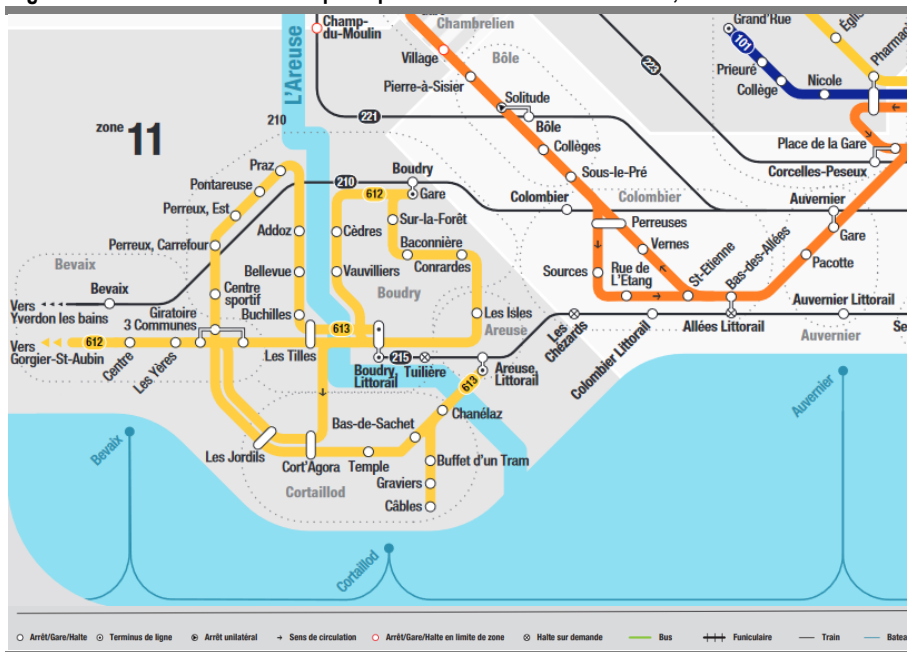 Champ-
du-Moulin
L'Areuse
Chambrelien
Village
Pierre-à-Sisier
Bôle
Solitude
Bôle
Collèges
Sous-le-Pré
223
Grand'Rue
101
Prieuré
Collège
Nicole
Place de la Gare
Corcelles-Peseux
zone 11
210
221
Praz
Pontareuse
Perreux, Est
Perreux, Carrefour
210
Boudry
612
Gare
Sur-la-Forêt
Baconnière
Conrardes
Cèdres
Vauvilliers
Addoz
Bellevue
Buchilles
Boudry
Les Isles
Areuse
Colombier
Colombier
Perreuses
Vernes
Sources
Rue de
L'Etang
St-Etienne
Bas-des-Allées
Auvernier
Gare
Pacotte
Auvernier Littorail
Auvernier
Bevaix
Bevaix
Vers
Yverdon les bains
Centre
sportif
Giratoire
3 Communes
612
Vers
Gorgier-St-Aubin
Centre
Les Yères
Les Tilles
613
Boudry,
Littorail
215
Tuilière
Areuse,
Littorail
613
Les
Chézards
Colombier Littorail
Allées Littorail
Chanélaz
Bas-de-Sachet
Les Jordils
Cort'Agora
Temple
Buffet d'un Tram
Graviers
Câbles
Cortaillod
Bevaix
Cortaillod
Auvernier
Arrêt/Gare/Halte
Terminus de ligne
Arrêt unilatéral
Sens de circulation
Arrêt/Gare/Halte en limite de zone
Halte sur demande
Bus
Funiculaire
Train